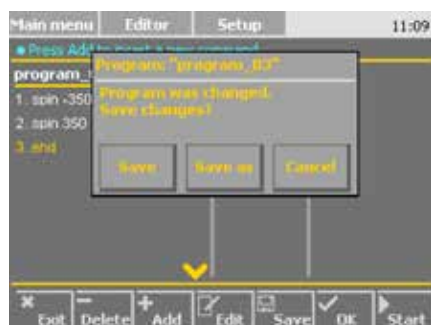 Main menu Editor Setup 11:09
Press Add to insert a new command
program_
Program: "program_03"
1. spin -350
Program was changed.
Save changes?
2. spin 350
3. end
Save Save as Cancel
Exit Delete Add Edit Save OK Start